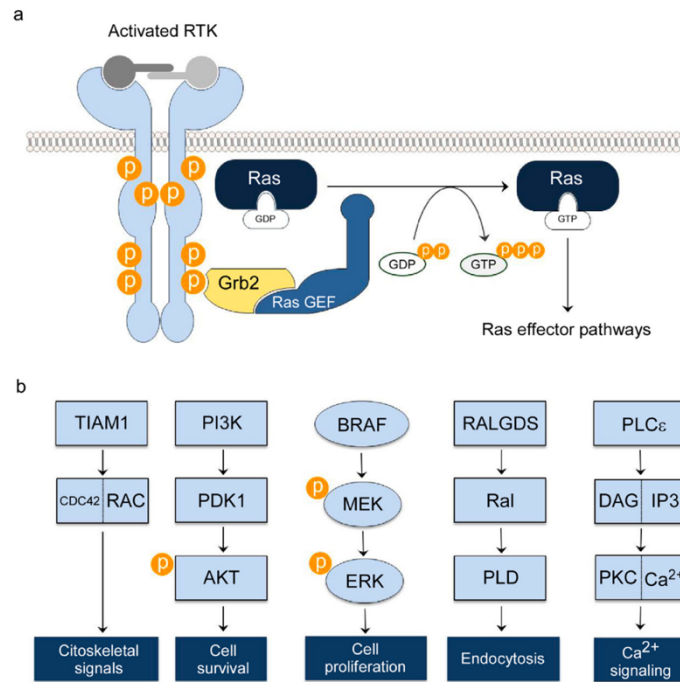 a
Activated RTK
p
p
p
p
Ras
GDP
Ras
GTP
p
p
p
p
Grb2
Ras GEF
GDP
p
p
GTP
p
p
p
Ras effector pathways
b
TIAM1
PI3K
BRAF
RALGDS
PLCε
CDC42
RAC
PDK1
p
MEK
Ral
DAG
IP3
p
AKT
p
ERK
PLD
PKC
Ca2+
Citoskeletal
signals
Cell
survival
Cell
proliferation
Endocytosis
Ca2+
signaling